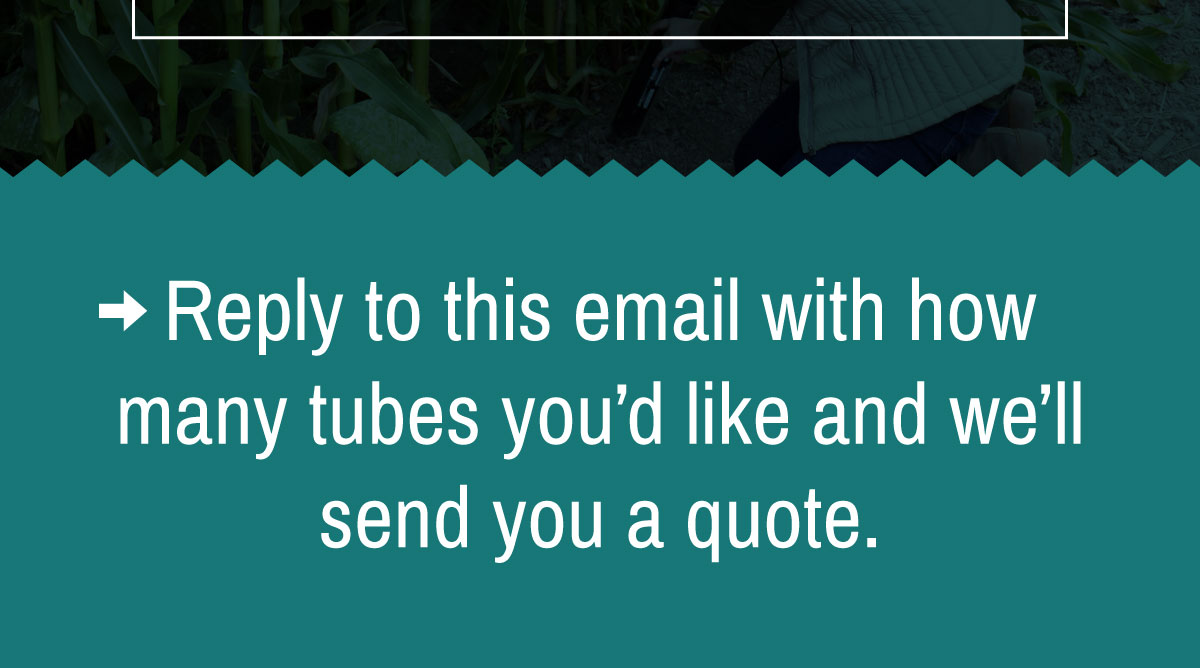 Reply to this email with how
many tubes you’d like and we’ll
send you a quote.